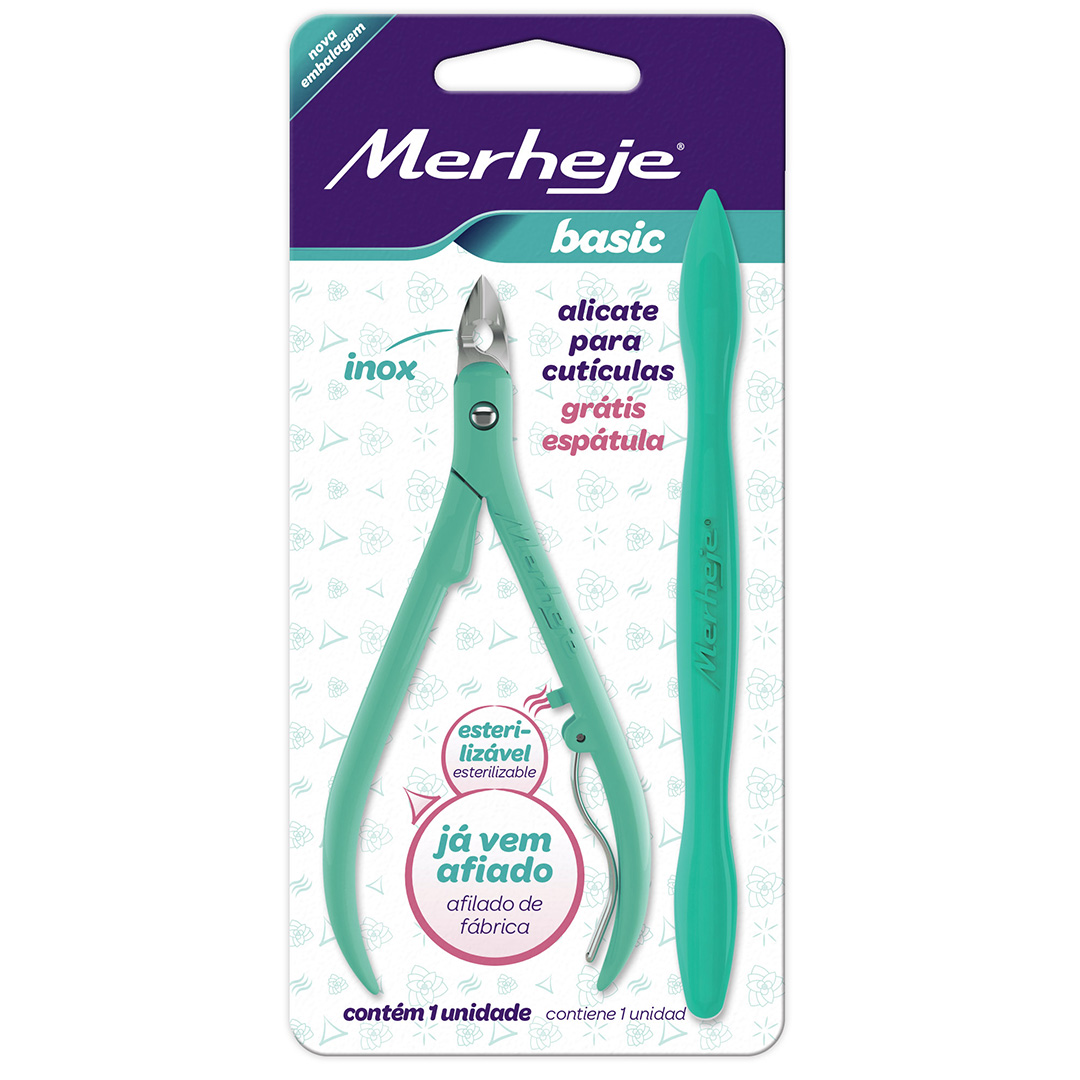 nova
embalagem
Merheje®
basic
alicate
para
cutículas
grátis
espátula
inox
Merheje
Merheje®
esteri-
lizável
esterilizable
já vem
afiado
afilado de
fábrica
contém 1 unidade contiene 1 unidad